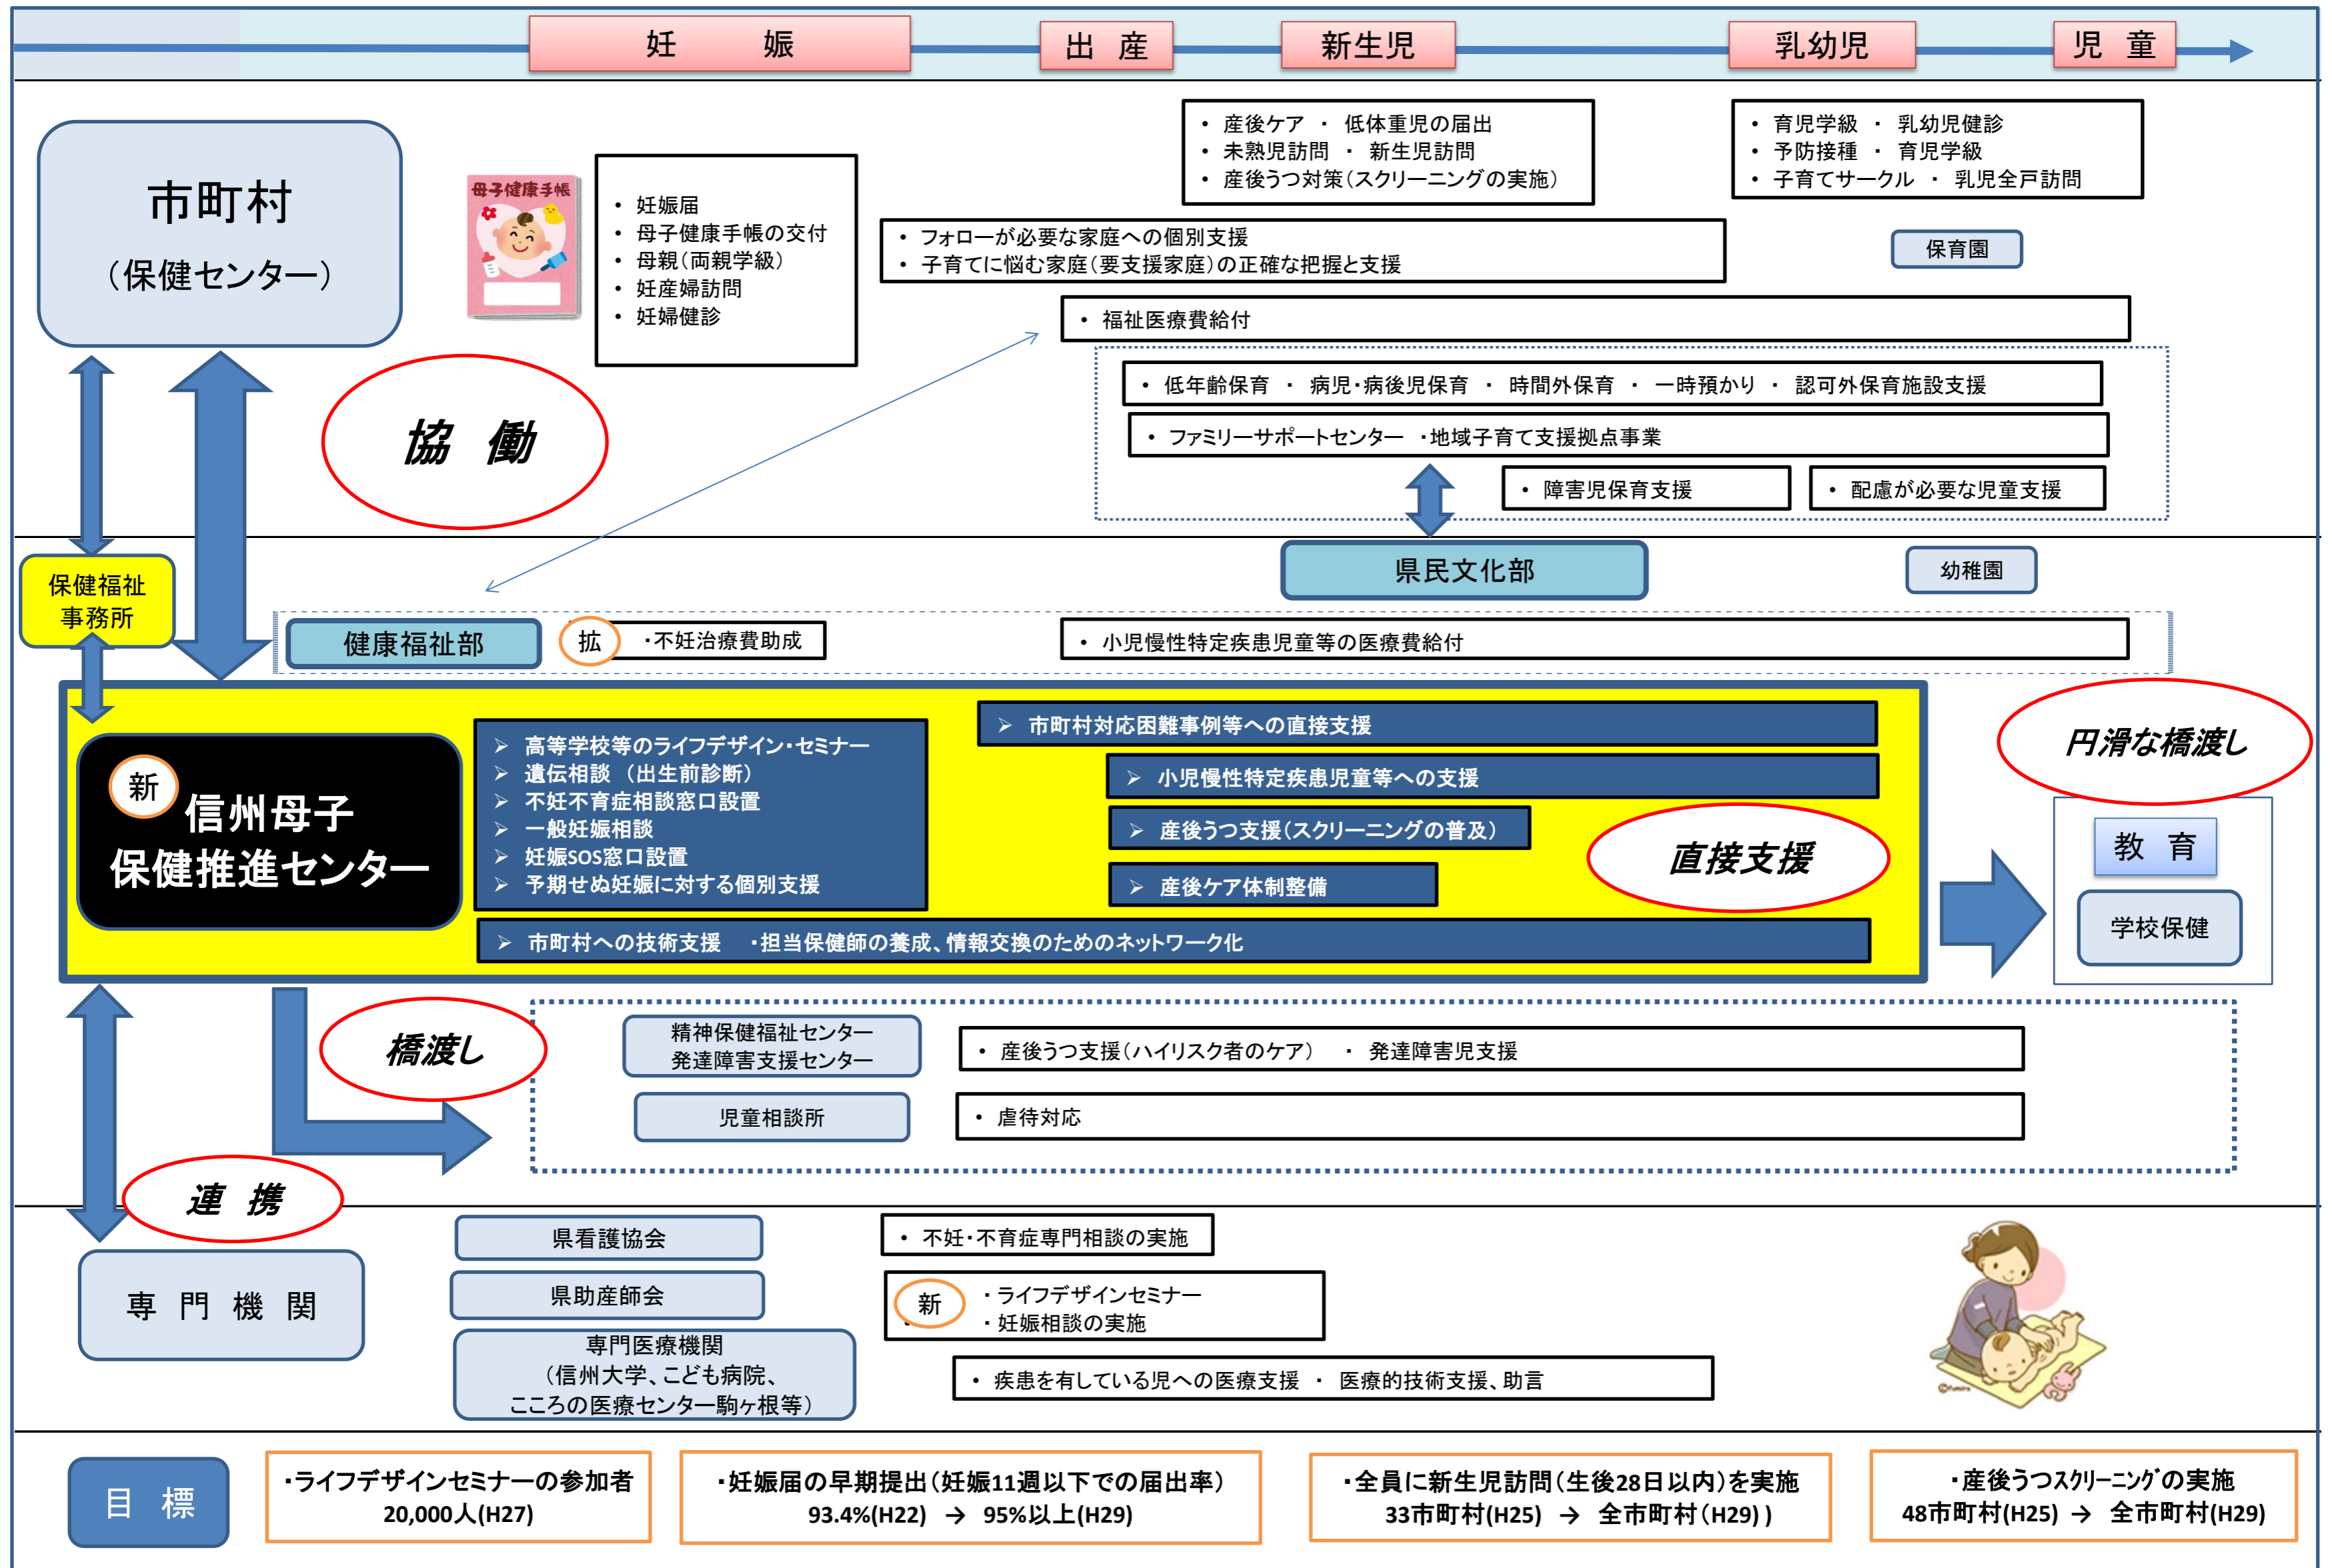 妊　娠
出 産
新生児
乳幼児
児 童
市町村
（保健センター）
母子健康手帳
• 妊娠届
• 母子健康手帳の交付
• 母親（両親学級）
• 妊産婦訪問
• 妊婦健診
• 産後ケア ・ 低体重児の届出
• 未熟児訪問 ・ 新生児訪問
• 産後うつ対策（スクリーニングの実施）
• 育児学級 ・ 乳幼児健診
• 予防接種 ・ 育児学級
• 子育てサークル ・ 乳児全戸訪問
• フォローが必要な家庭への個別支援
• 子育てに悩む家庭（要支援家庭）の正確な把握と支援
保育園
• 福祉医療費給付
• 低年齢保育 ・ 病児・病後児保育 ・ 時間外保育 ・ 一時預かり ・ 認可外保育施設支援
• ファミリーサポートセンター ・地域子育て支援拠点事業
• 障害児保育支援
• 配慮が必要な児童支援
協 働
保健福祉
事務所
県民文化部
幼稚園
健康福祉部
拡
・不妊治療費助成
• 小児慢性特定疾患児童等の医療費給付
新
信州母子
保健推進センター
➢ 高等学校等のライフデザイン・セミナー
➢ 遺伝相談 （出生前診断）
➢ 不妊不育症相談窓口設置
➢ 一般妊娠相談
➢ 妊娠SOS窓口設置
➢ 予期せぬ妊娠に対する個別支援
➢ 市町村対応困難事例等への直接支援
➢ 小児慢性特定疾患児童等への支援
➢ 産後うつ支援（スクリーニングの普及）
➢ 産後ケア体制整備
直接支援
➢ 市町村への技術支援 ・担当保健師の養成、情報交換のためのネットワーク化
円滑な橋渡し
教 育
学校保健
橋渡し
精神保健福祉センター
発達障害支援センター
• 産後うつ支援（ハイリスク者のケア） ・ 発達障害児支援
児童相談所
• 虐待対応
連 携
専 門 機 関
県看護協会
• 不妊・不育症専門相談の実施
県助産師会
新
・ライフデザインセミナー
・妊娠相談の実施
専門医療機関
（信州大学、こども病院、
こころの医療センター駒ヶ根等）
• 疾患を有している児への医療支援 ・ 医療的技術支援、助言
目 標
・ライフデザインセミナーの参加者
20,000人(H27)
・妊娠届の早期提出（妊娠11週以下での届出率）
93.4%(H22) → 95%以上(H29)
・全員に新生児訪問（生後28日以内）を実施
33市町村(H25) → 全市町村（H29) )
・産後うつスクリーニングの実施
48市町村(H25) → 全市町村(H29)